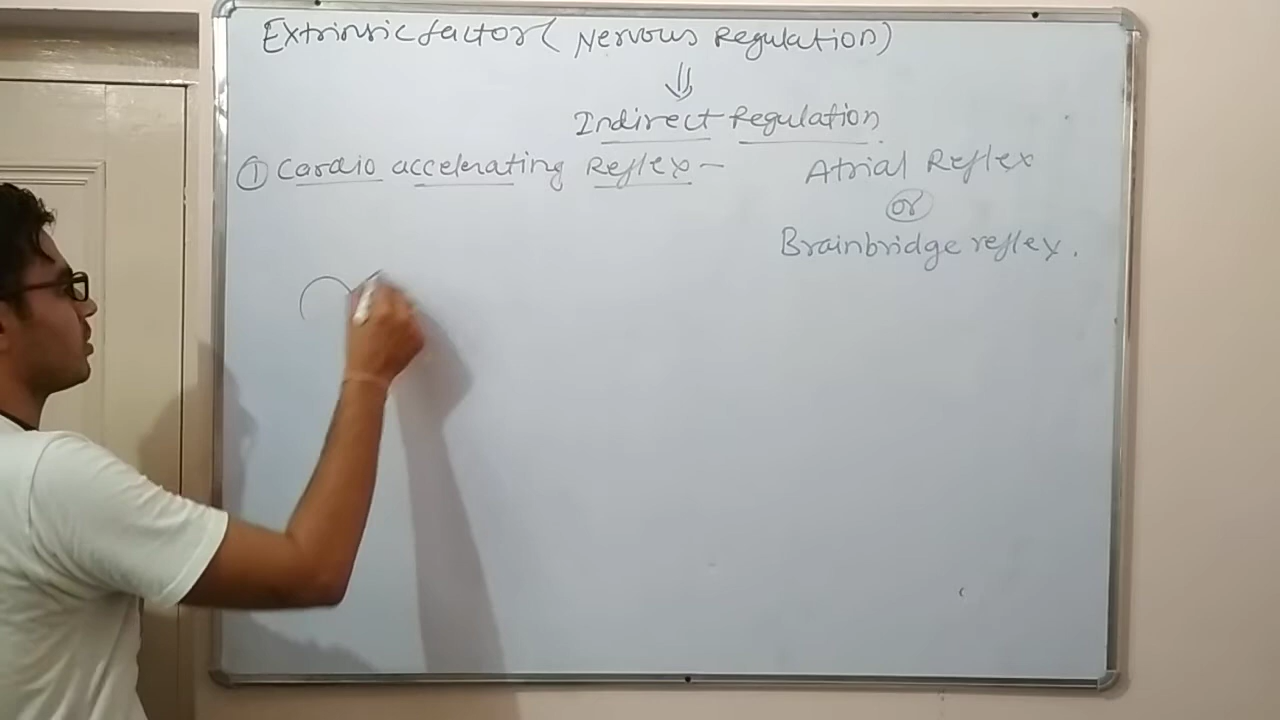 Extrinsic factor ( Nervous Regulation)
⇓
Indirect Regulation
① Cardio accelerating Reflex - Atrial Reflex
or
Brainbridge reflex.